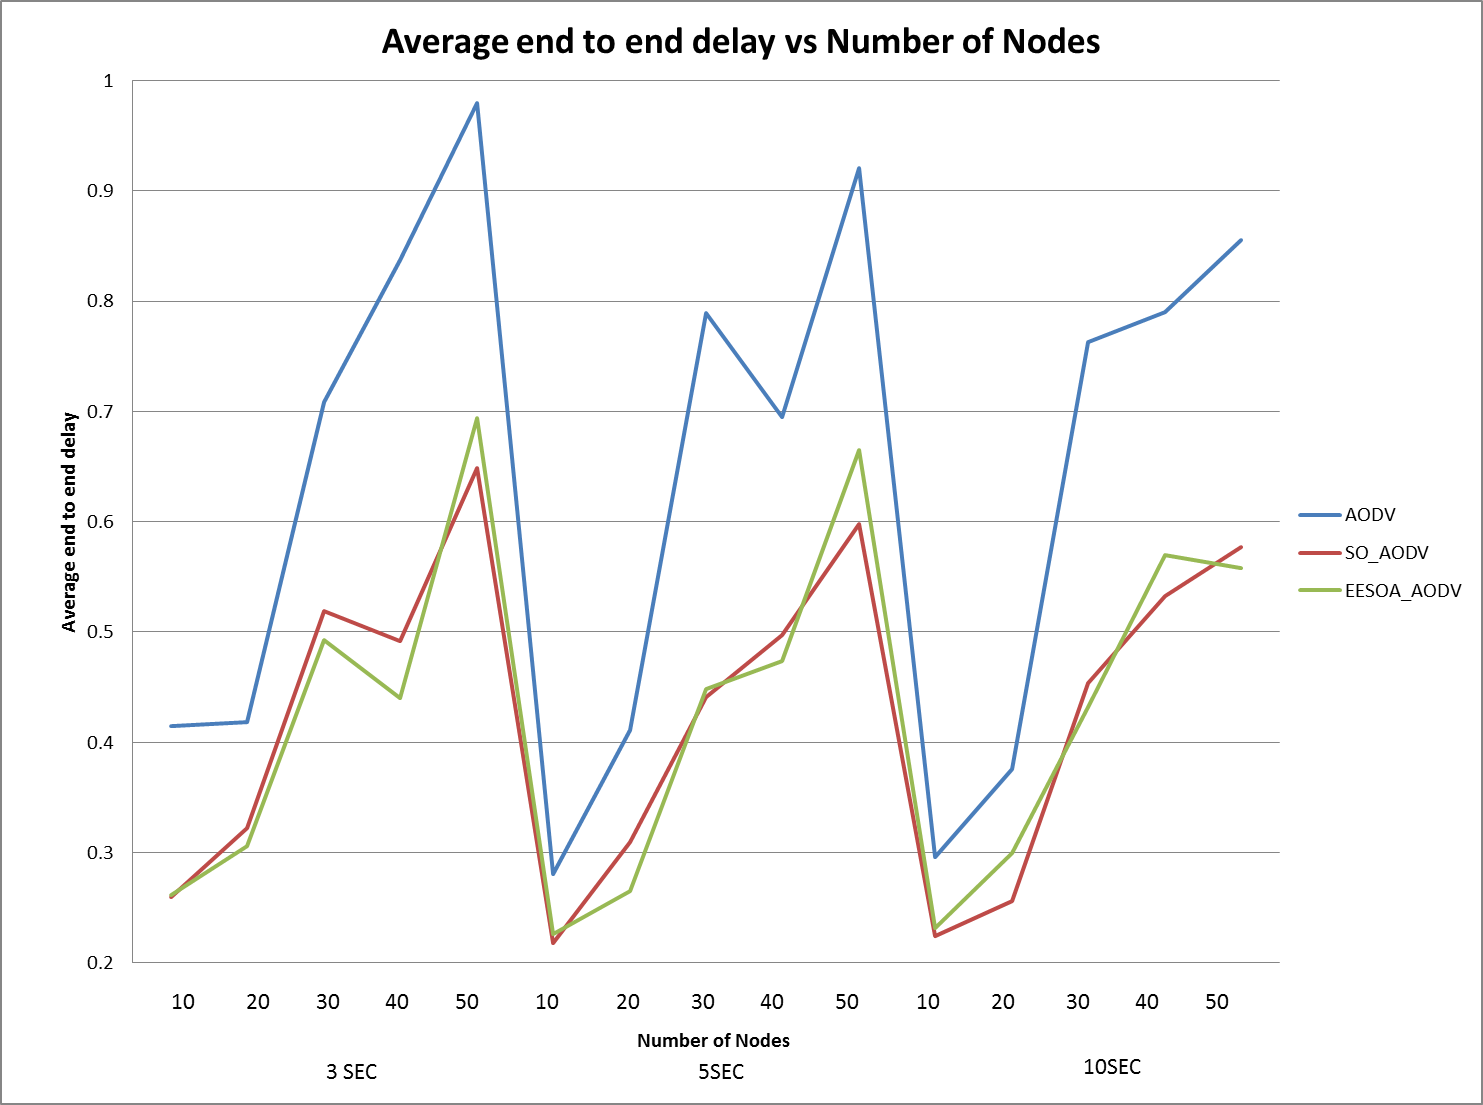 Average end to end delay vs Number of Nodes
1
0.9
0.8
0.7
0.6
0.5
0.4
0.3
0.2
Average end to end delay
AODV
SO_AODV
EESOA_AODV
10 20 30 40 50 10 20 30 40 50 10 20 30 40 50
Number of Nodes
3 SEC 5SEC 10SEC